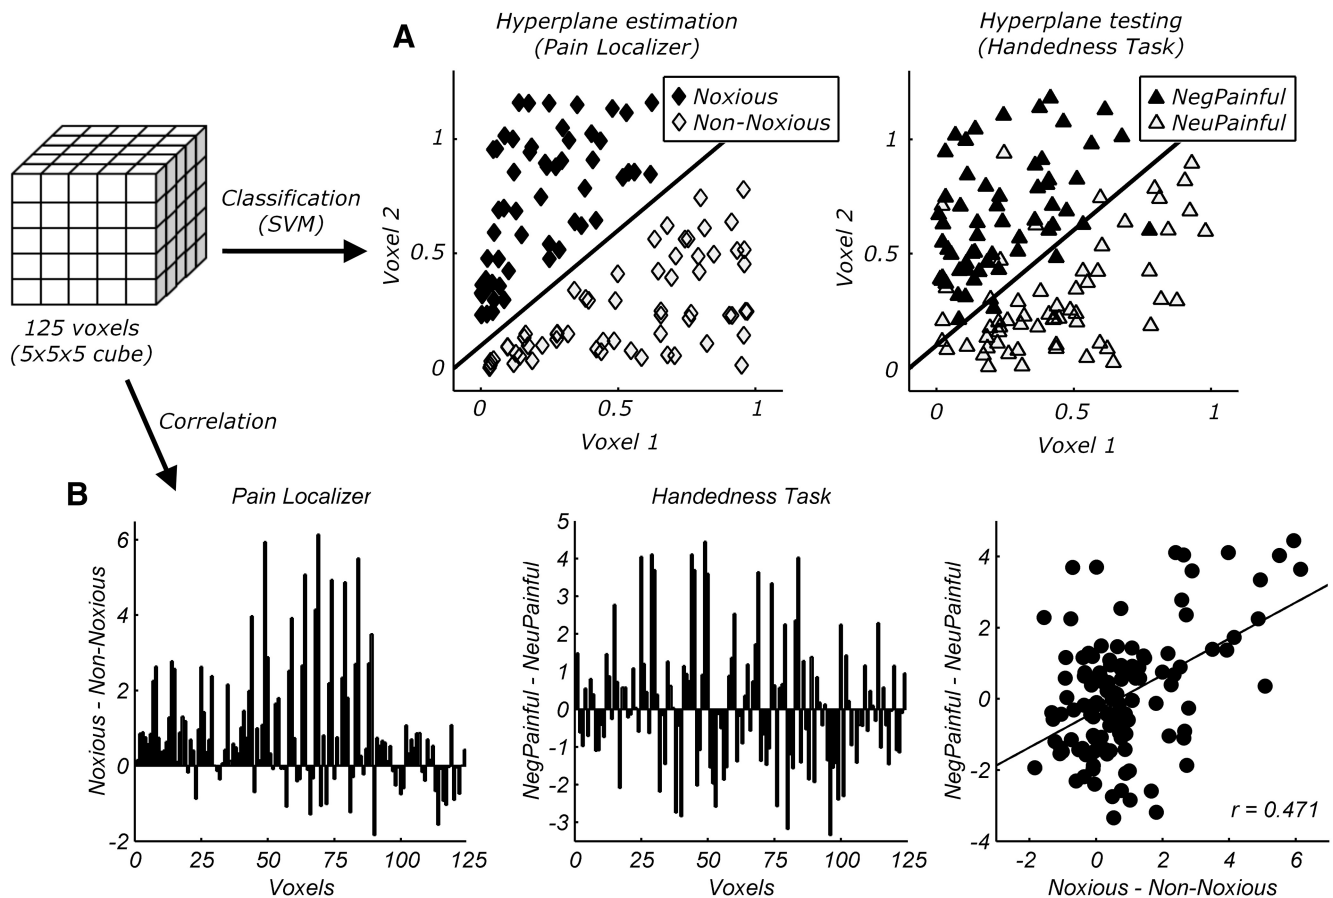 A
Hyperplane estimation
(Pain Localizer)
Hyperplane testing
(Handedness Task)
Noxious
Non-Noxious
NegPainful
NeuPainful
Classification
(SVM)
125 voxels
(5x5x5 cube)
Correlation
Voxel 2
1
0.5
0
0
0.5
1
Voxel 1
Voxel 2
1
0.5
0
0
0.5
1
Voxel 1
B
Pain Localizer
Noxious - Non-Noxious
6
4
2
0
-2
0
25
50
75
100
125
Voxels
Handedness Task
NegPainful - NeuPainful
5
4
3
2
1
0
-1
-2
-3
0
25
50
75
100
125
Voxels
NegPainful - NeuPainful
4
2
0
-2
-4
r = 0.471
-2
0
2
4
6
Noxious - Non-Noxious